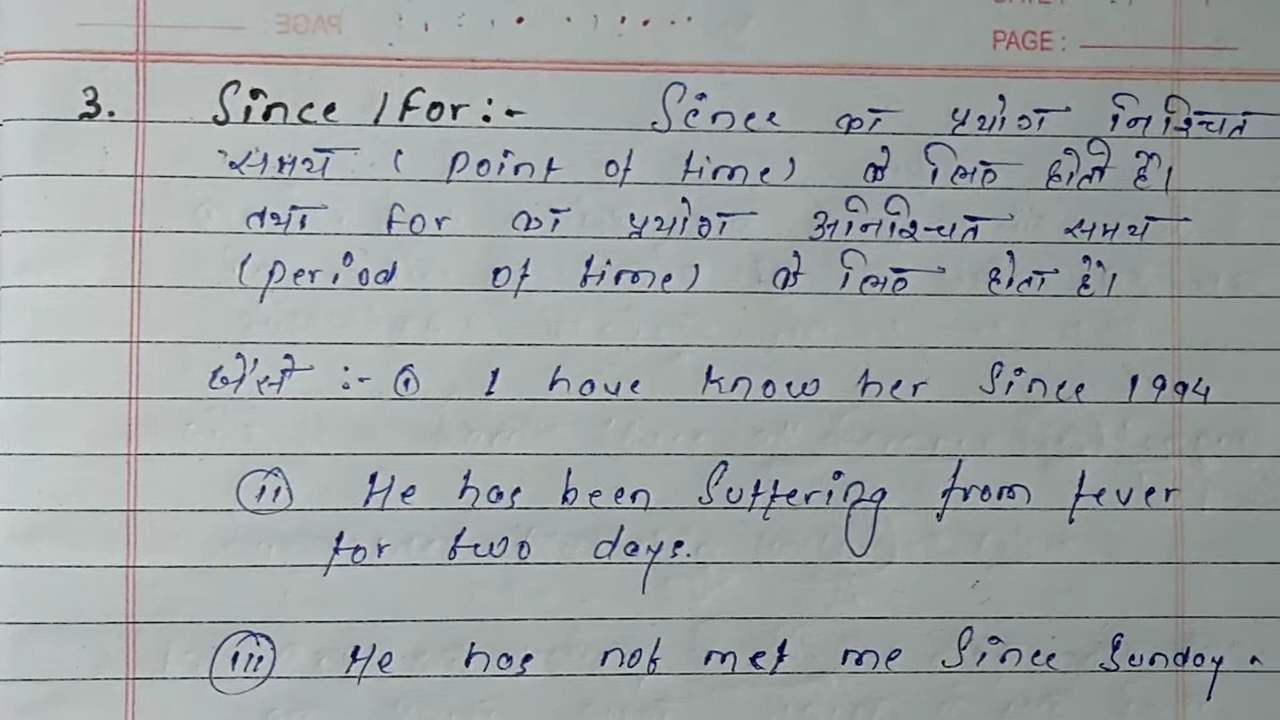 PAGE :
3. Since / for :- Since का प्रयोग निश्चित
समय ( point of time) के लिए होते हैं।
तथा for का प्रयोग अनिश्चित समय
(period of time) के लिए होता है।
जैसे :- (i) I have know her since 1994
(ii) He has been suffering from fever
for two days.
(iii) He has not met me since Sunday.